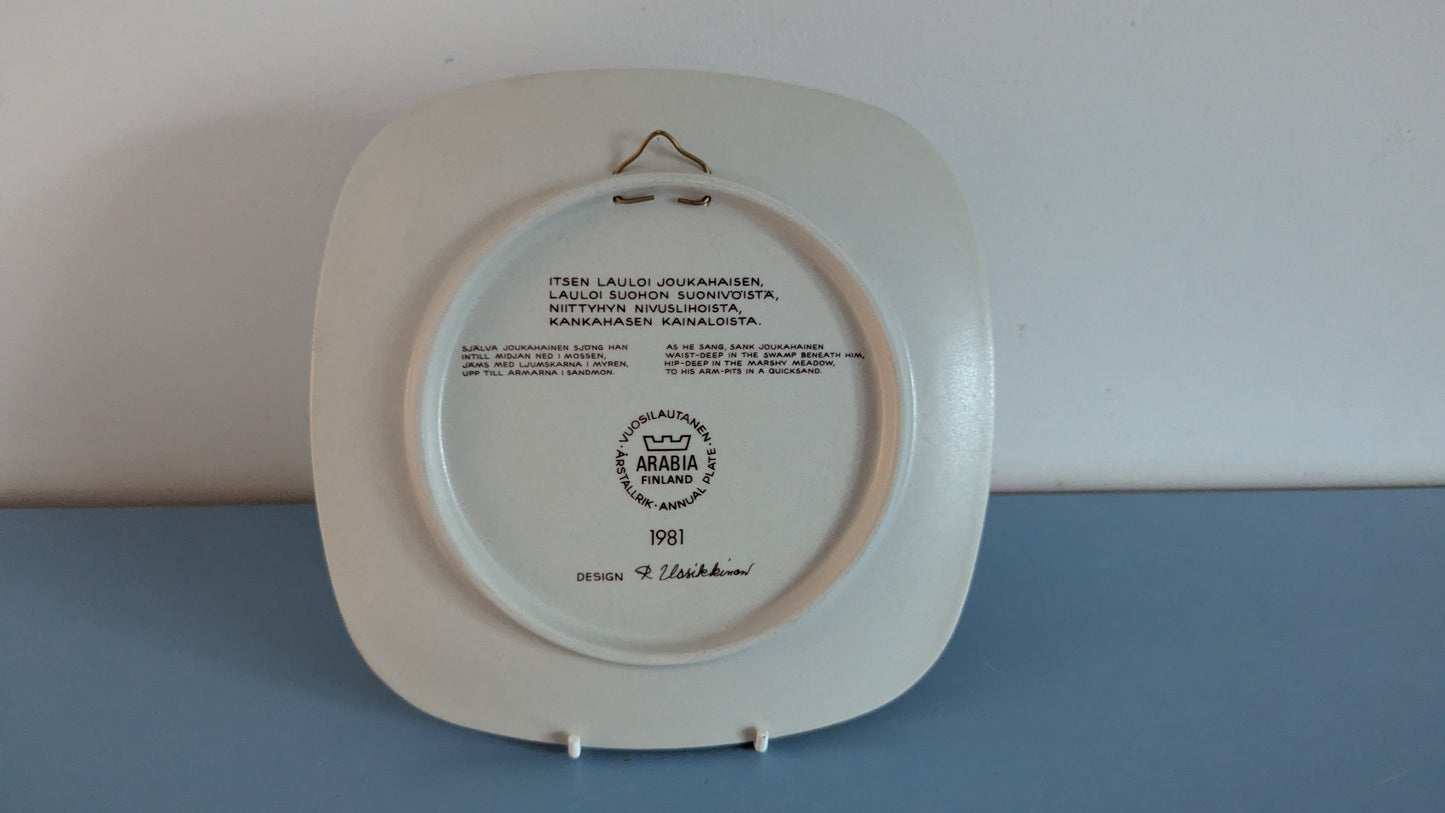 ITSEN LAULOI JOUKAHAISEN,
LAULOI SUOHON SUONIVÖISTÄ,
NIITTYHYN NIVUSLIHOISTA,
KANKAHASEN KAINALOISTA.
SJÄLVA JOUKAHAINEN SJÖNG HAN
INTILL MIDJAN NED I MOSSEN,
JÄMS MED LJUMSKARNA I MYREN,
UPP TILL ARMARNA I SANDMON.
AS HE SANG, SANK JOUKAHAINEN
WAIST-DEEP IN THE SWAMP BENEATH HIM,
HIP-DEEP IN THE MARSHY MEADOW,
TO HIS ARM-PITS IN A QUICKSAND.
· VUOSILAUTANEN ·
ARABIA
FINLAND
ÅRSTALLRIK · ANNUAL PLATE
1981
DESIGN R Uosikkinen